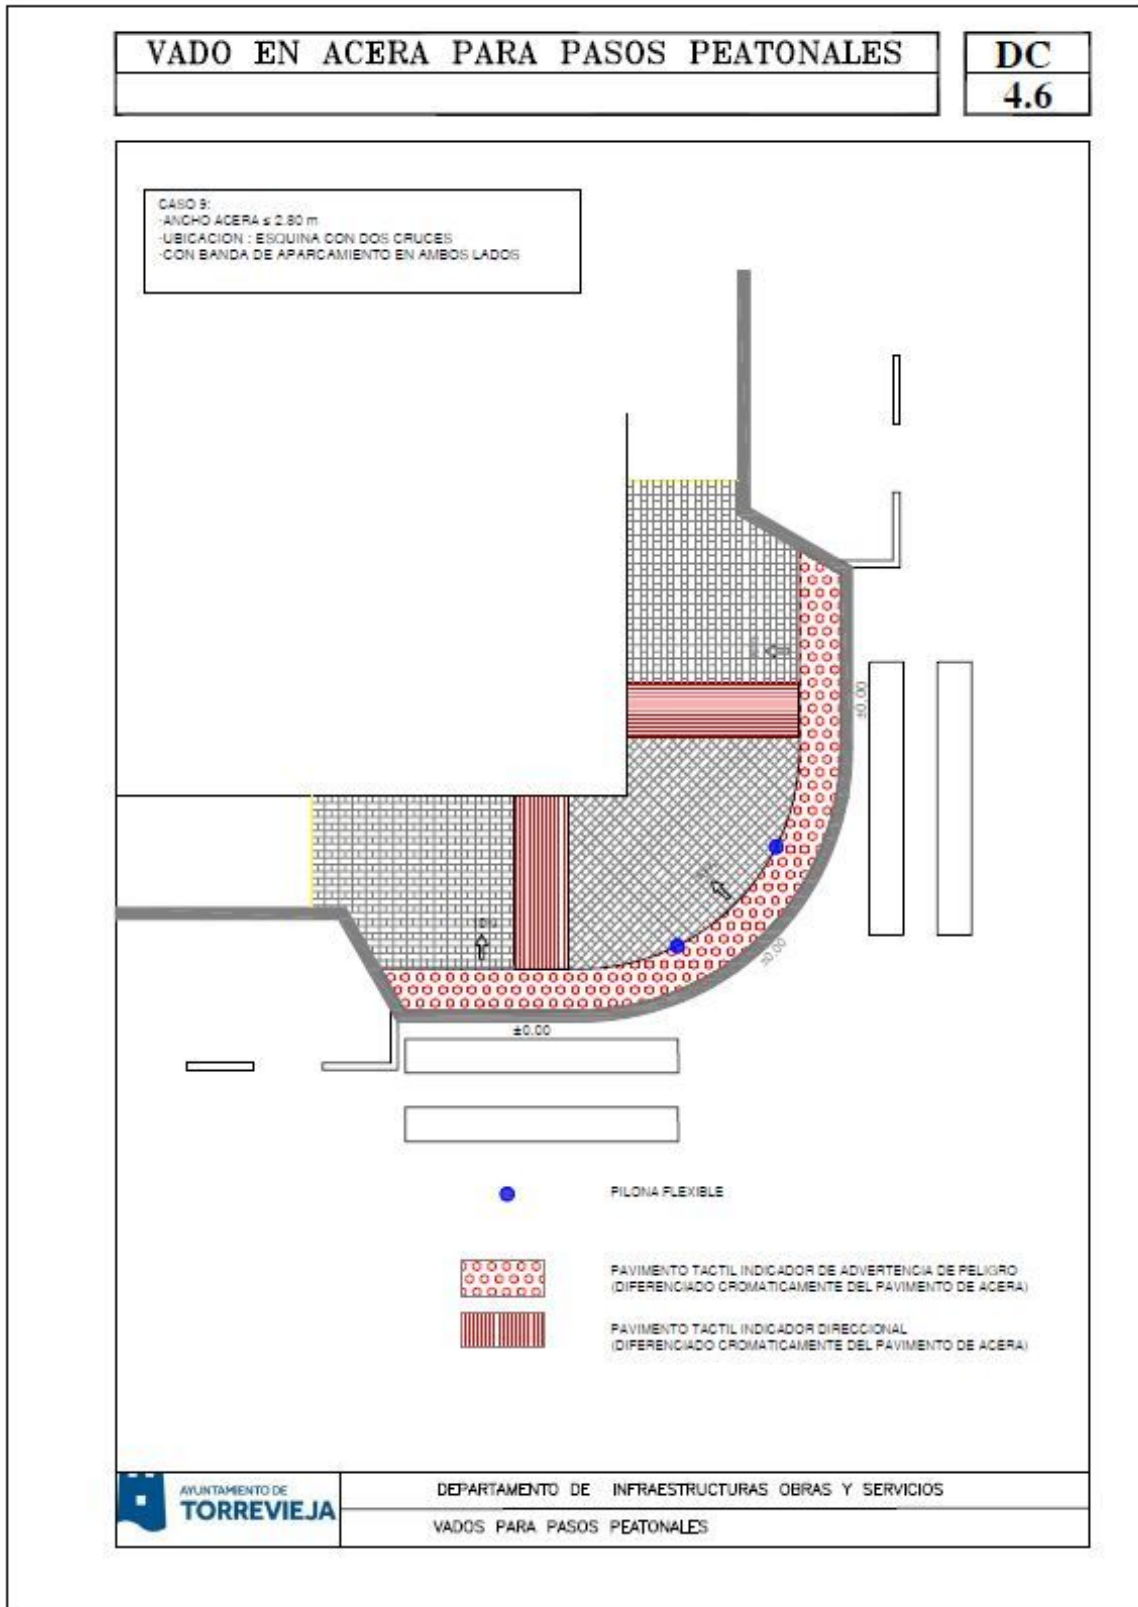 VADO EN ACERA PARA PASOS PEATONALES
DC
4.6
CASO 9:
-ANCHO ACERA ≤ 2.80 m
-UBICACION : ESQUINA CON DOS CRUCES
-CON BANDA DE APARCAMIENTO EN AMBOS LADOS
±0.00
±0.00
10%
±0.00
PILONA FLEXIBLE
PAVIMENTO TACTIL INDICADOR DE ADVERTENCIA DE PELIGRO
(DIFERENCIADO CROMATICAMENTE DEL PAVIMENTO DE ACERA)
PAVIMENTO TACTIL INDICADOR DIRECCIONAL
(DIFERENCIADO CROMATICAMENTE DEL PAVIMENTO DE ACERA)
AYUNTAMIENTO DE
TORREVIEJA
DEPARTAMENTO DE INFRAESTRUCTURAS OBRAS Y SERVICIOS
VADOS PARA PASOS PEATONALES